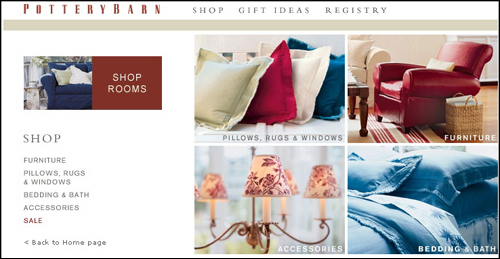 POTTERYBARN
SHOP GIFT IDEAS REGISTRY
SHOP
ROOMS
SHOP
FURNITURE
PILLOWS, RUGS
& WINDOWS
BEDDING & BATH
ACCESSORIES
SALE
< Back to Home page
PILLOWS, RUGS & WINDOWS
FURNITURE
ACCESSORIES
BEDDING & BATH